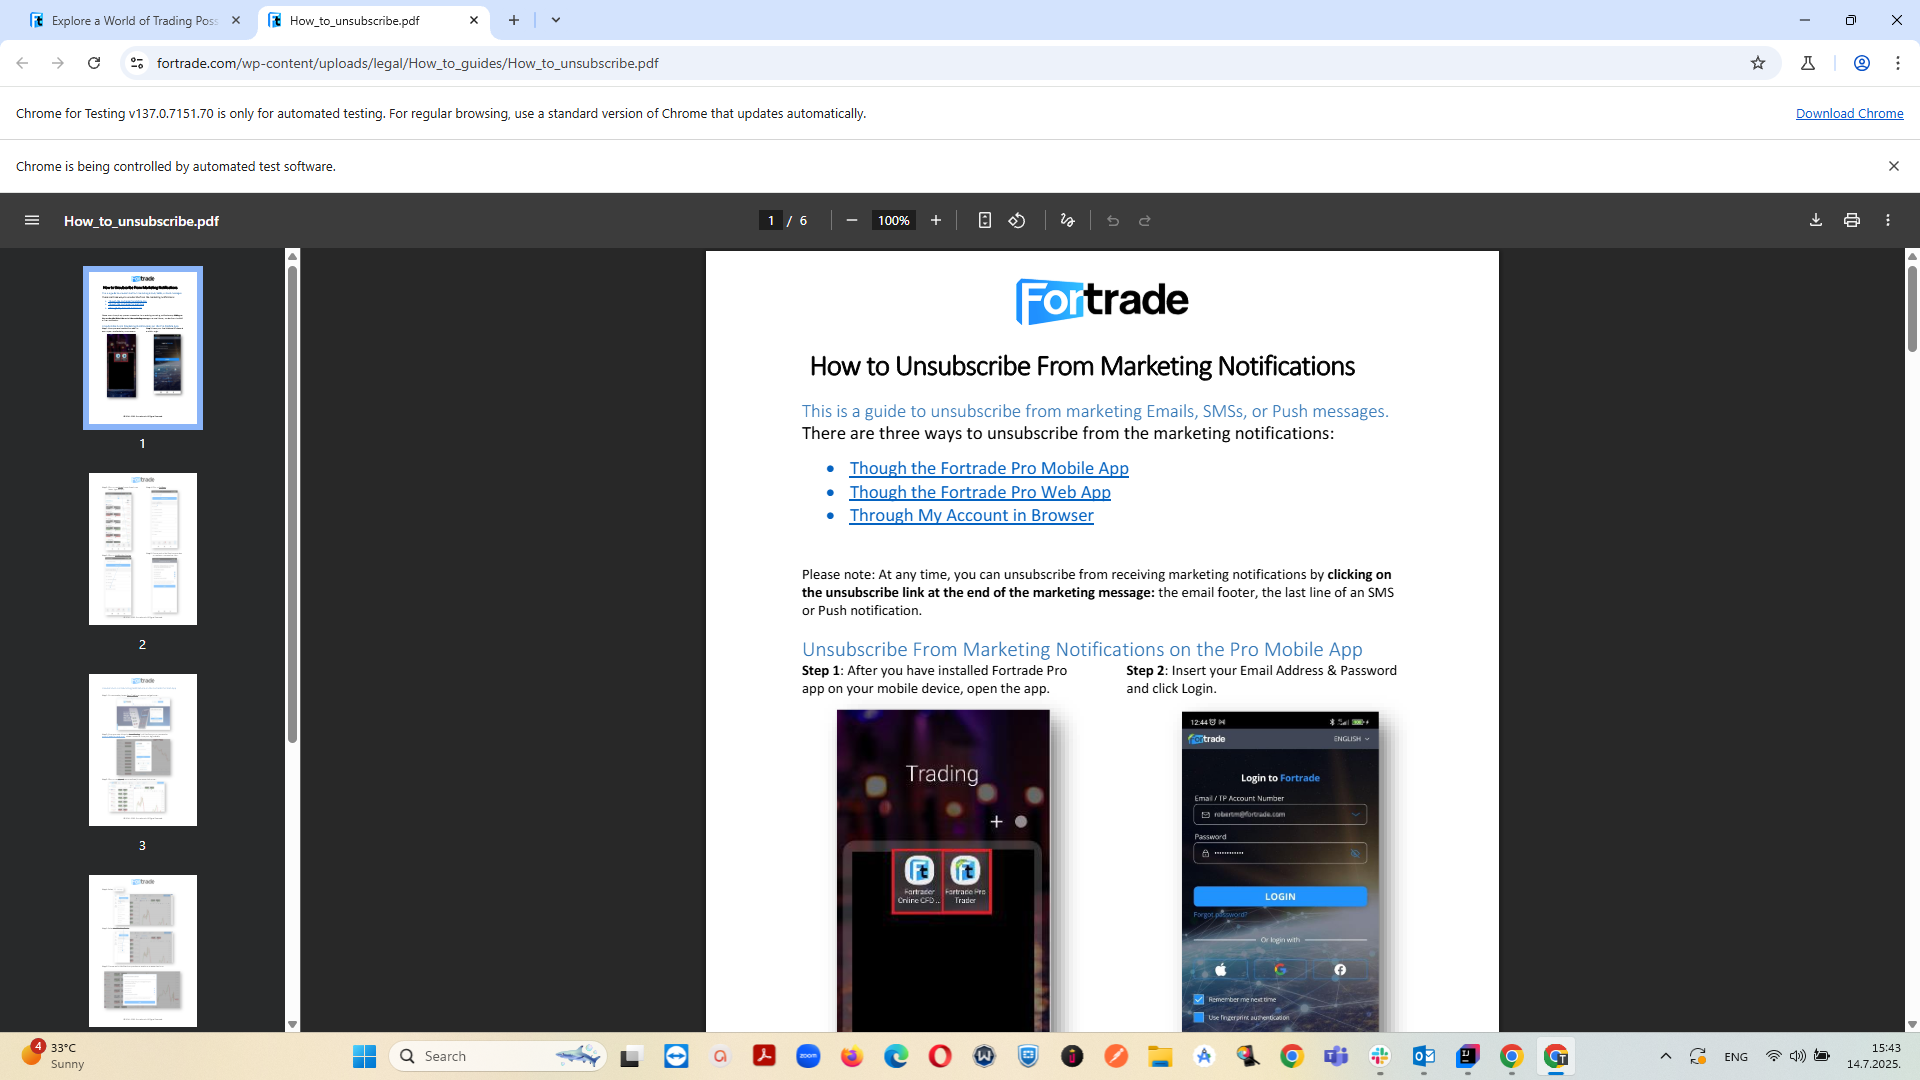 Explore a World of Trading Poss
How_to_unsubscribe.pdf
fortrade.com/wp-content/uploads/legal/How_to_guides/How_to_unsubscribe.pdf
Chrome for Testing v137.0.7151.70 is only for automated testing. For regular browsing, use a standard version of Chrome that updates automatically.
Download Chrome
Chrome is being controlled by automated test software.
How_to_unsubscribe.pdf
1 / 6
100%
1
2
3
Fortrade
How to Unsubscribe From Marketing Notifications
This is a guide to unsubscribe from marketing Emails, SMSs, or Push messages.
There are three ways to unsubscribe from the marketing notifications:
• Though the Fortrade Pro Mobile App
• Though the Fortrade Pro Web App
• Through My Account in Browser
Please note: At any time, you can unsubscribe from receiving marketing notifications by clicking on
the unsubscribe link at the end of the marketing message: the email footer, the last line of an SMS
or Push notification.
Unsubscribe From Marketing Notifications on the Pro Mobile App
Step 1: After you have installed Fortrade Pro
app on your mobile device, open the app.
Step 2: Insert your Email Address & Password
and click Login.
Trading
Fortrader
Online CFD ..
Fortrade Pro
Trader
12:44
Fortrade
ENGLISH
Login to Fortrade
Email / TP Account Number
robertm@fortrade.com
Password
LOGIN
Forgot password?
Or login with
Remember me next time
Use fingerprint authentication
4
33°C
Sunny
Search
zoom
ENG
15:43
14.7.2025.